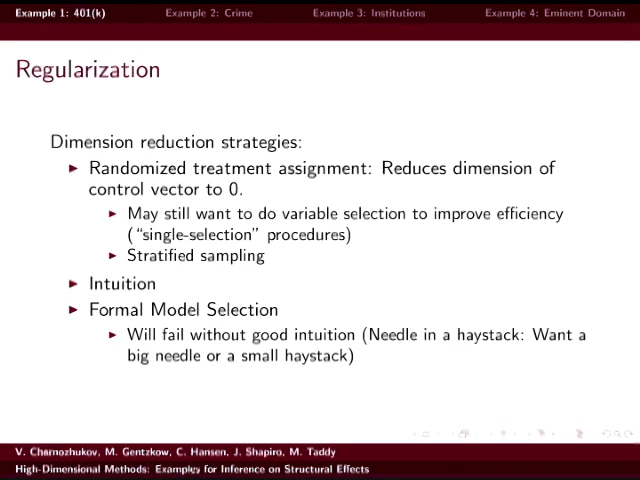 Example 1: 401(k) Example 2: Crime Example 3: Institutions Example 4: Eminent Domain
Regularization
Dimension reduction strategies:
► Randomized treatment assignment: Reduces dimension of
control vector to 0.
► May still want to do variable selection to improve efficiency
(“single-selection” procedures)
► Stratified sampling
► Intuition
► Formal Model Selection
► Will fail without good intuition (Needle in a haystack: Want a
big needle or a small haystack)
V. Chernozhukov, M. Gentzkow, C. Hansen, J. Shapiro, M. Taddy
High-Dimensional Methods: Examples for Inference on Structural Effects